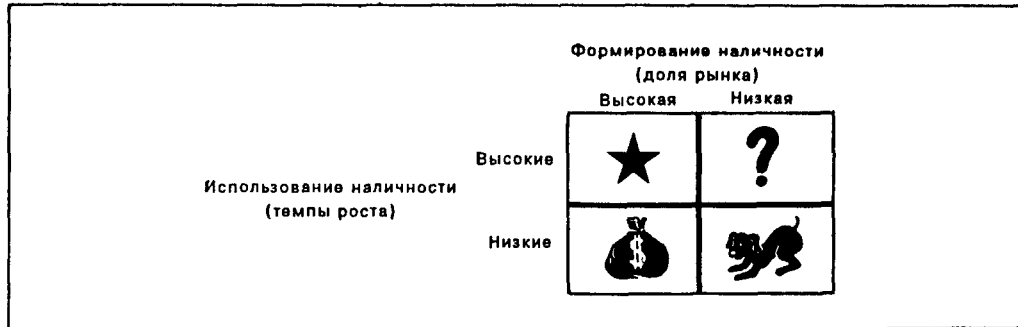 Формирование наличности
(доля рынка)
Высокая Низкая
Высокие ?
Использование наличности
(темпы роста)
Низкие $